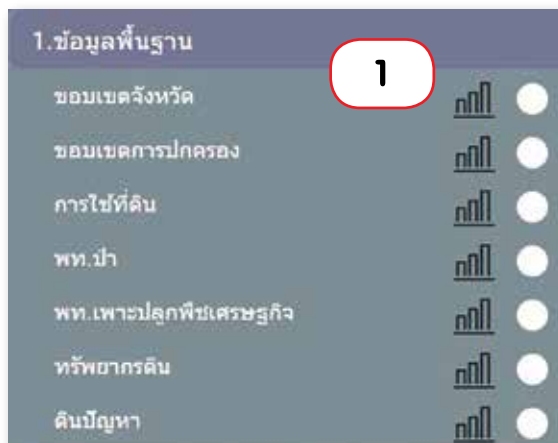 1.ข้อมูลพื้นฐาน
1
ขอบเขตจังหวัด
ขอบเขตการปกครอง
การใช้ที่ดิน
พท.ป่า
พท.เพาะปลูกพืชเศรษฐกิจ
ทรัพยากรดิน
ดินปัญหา